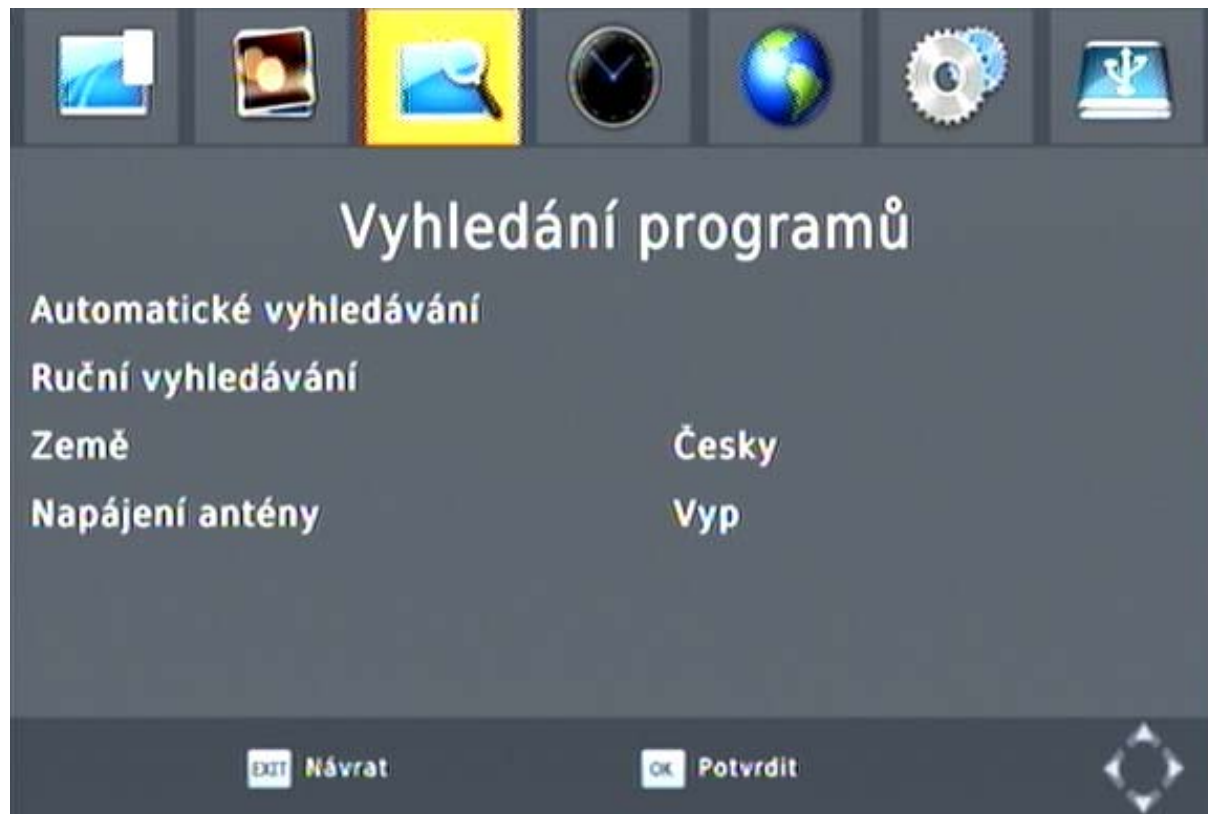 Vyhledání programů
Automatické vyhledávání
Ruční vyhledávání
Země Česky
Napájení antény Vyp
EXIT Návrat OK Potvrdit